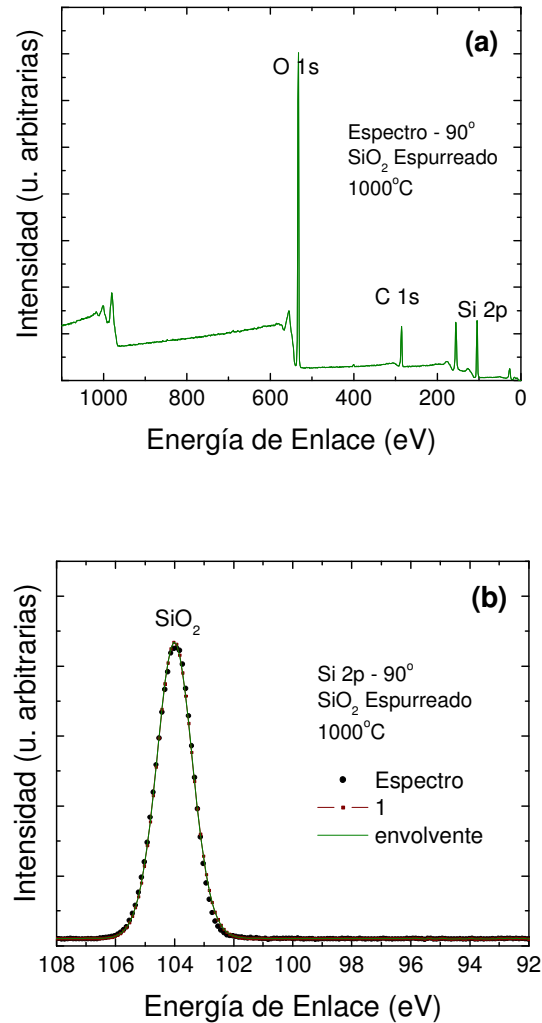 (a)
O 1s
Espectro - 90°
SiO₂ Espurreado
1000°C
C 1s
Si 2p
Intensidad (u. arbitrarias)
1000 800 600 400 200 0
Energía de Enlace (eV)
(b)
SiO₂
Si 2p - 90°
SiO₂ Espurreado
1000°C
Espectro
1
envolvente
Intensidad (u. arbitrarias)
108 106 104 102 100 98 96 94 92
Energía de Enlace (eV)